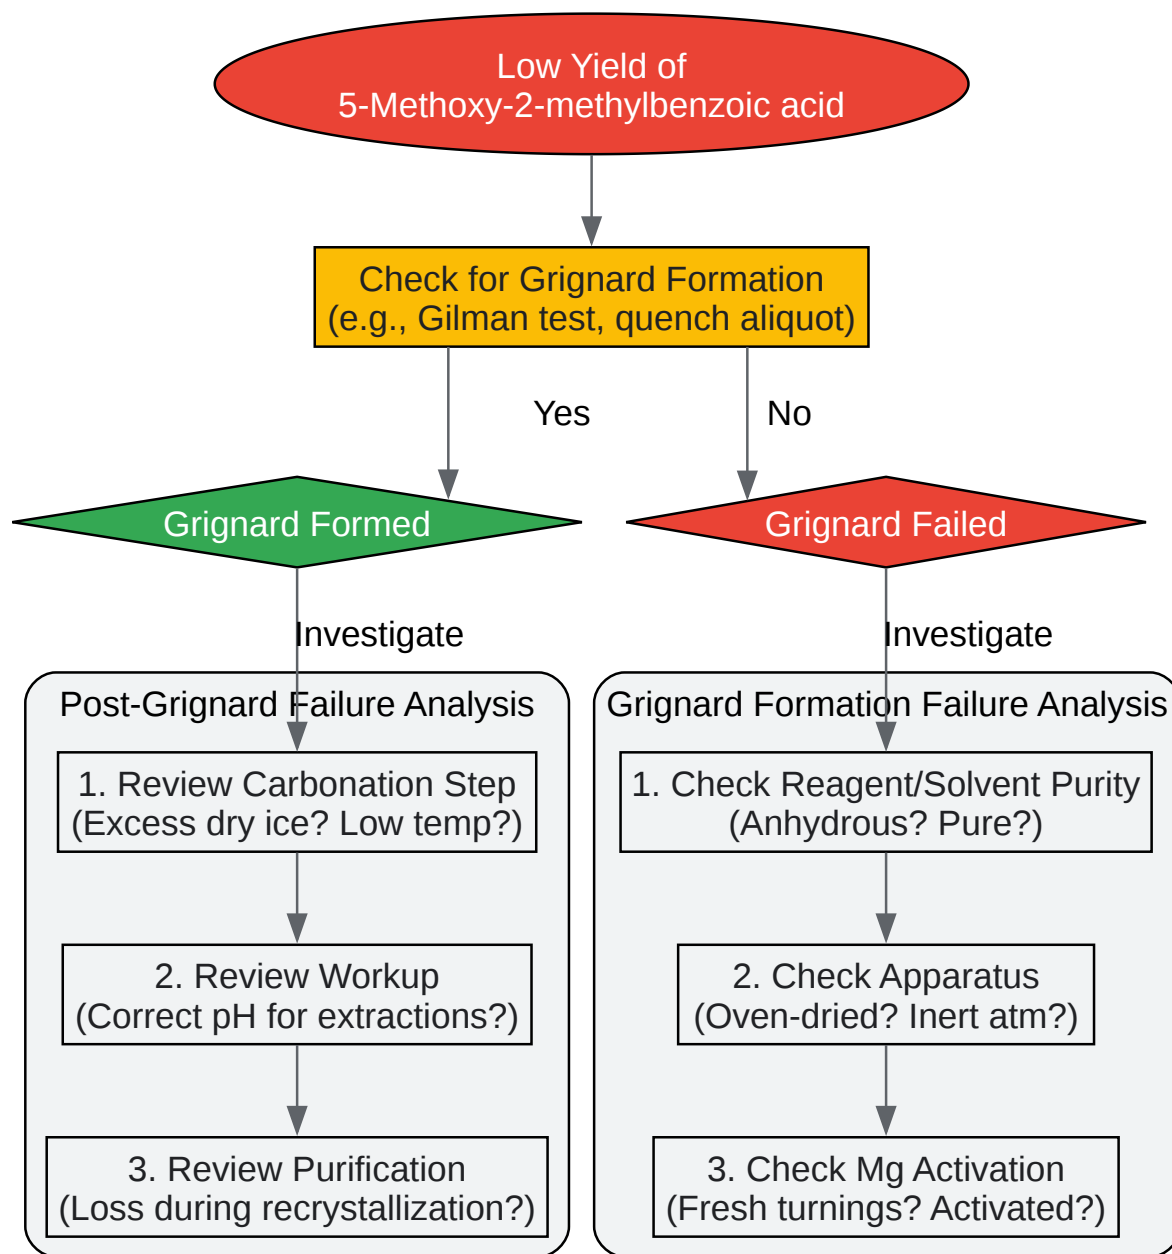 Low Yield of
5-Methoxy-2-methylbenzoic acid
Check for Grignard Formation
(e.g., Gilman test, quench aliquot)
Yes
No
Grignard Formed
Grignard Failed
Investigate
Investigate
Post-Grignard Failure Analysis
1. Review Carbonation Step
(Excess dry ice? Low temp?)
2. Review Workup
(Correct pH for extractions?)
3. Review Purification
(Loss during recrystallization?)
Grignard Formation Failure Analysis
1. Check Reagent/Solvent Purity
(Anhydrous? Pure?)
2. Check Apparatus
(Oven-dried? Inert atm?)
3. Check Mg Activation
(Fresh turnings? Activated?)